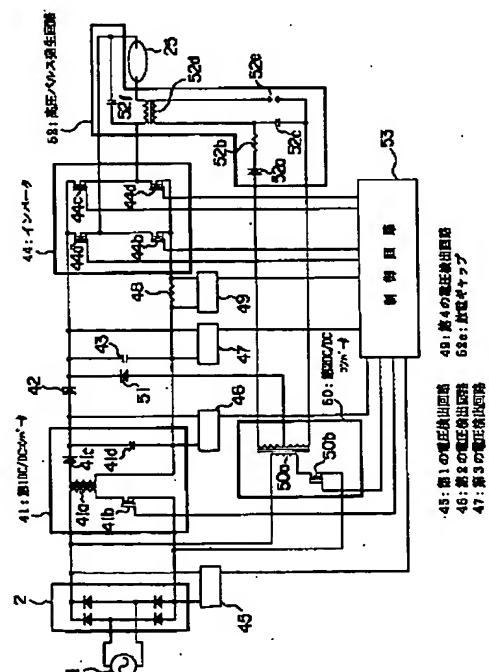 52:高圧パルス発生回路
25
52f
52d
52e
52b
52c
52a
44:インバータ
44c
44d
44a
44b
53
制御回路
48
49
43
47
42
51
46
50:第2DC/DC
コンバータ
50a
50b
41:第1DC/DCコンバータ
41c
41d
41a
41b
2
45
1
45:第1の電圧検出回路
46:第2の電圧検出回路
47:第3の電圧検出回路
49:第4の電圧検出回路
52e:放電ギャップ